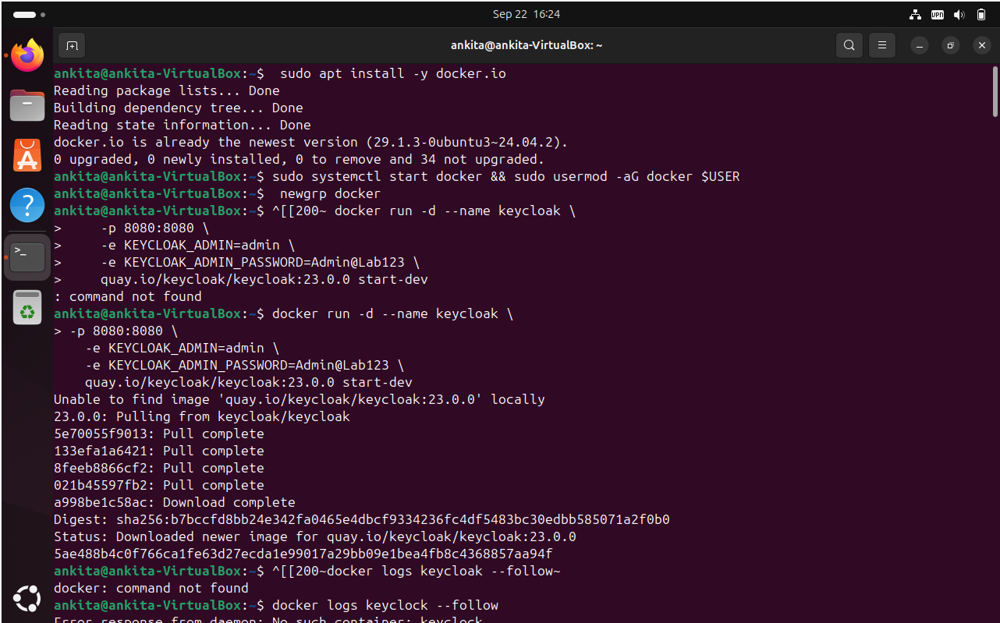 Sep 22 16:24
VPN
ankita@ankita-VirtualBox: ~
ankita@ankita-VirtualBox:~$  sudo apt install -y docker.io
Reading package lists... Done
Building dependency tree... Done
Reading state information... Done
docker.io is already the newest version (29.1.3-0ubuntu3~24.04.2).
0 upgraded, 0 newly installed, 0 to remove and 34 not upgraded.
ankita@ankita-VirtualBox:~$ sudo systemctl start docker && sudo usermod -aG docker $USER
ankita@ankita-VirtualBox:~$  newgrp docker
ankita@ankita-VirtualBox:~$ ^[[200~ docker run -d --name keycloak \
>     -p 8080:8080 \
>     -e KEYCLOAK_ADMIN=admin \
>     -e KEYCLOAK_ADMIN_PASSWORD=Admin@Lab123 \
>     quay.io/keycloak/keycloak:23.0.0 start-dev
: command not found
ankita@ankita-VirtualBox:~$ docker run -d --name keycloak \
> -p 8080:8080 \
    -e KEYCLOAK_ADMIN=admin \
    -e KEYCLOAK_ADMIN_PASSWORD=Admin@Lab123 \
    quay.io/keycloak/keycloak:23.0.0 start-dev
Unable to find image 'quay.io/keycloak/keycloak:23.0.0' locally
23.0.0: Pulling from keycloak/keycloak
5e70055f9013: Pull complete
133efa1a6421: Pull complete
8feeb8866cf2: Pull complete
021b45597fb2: Pull complete
a998be1c58ac: Download complete
Digest: sha256:b7bccfd8bb24e342fa0465e4dbcf9334236fc4df5483bc30edbb585071a2f0b0
Status: Downloaded newer image for quay.io/keycloak/keycloak:23.0.0
5ae488b4c0f766ca1fe63d27ecda1e99017a29bb09e1bea4fb8c4368857aa94f
ankita@ankita-VirtualBox:~$ ^[[200~docker logs keycloak --follow~
docker: command not found
ankita@ankita-VirtualBox:~$ docker logs keyclock --follow
Error response from daemon: No such container: keyclock